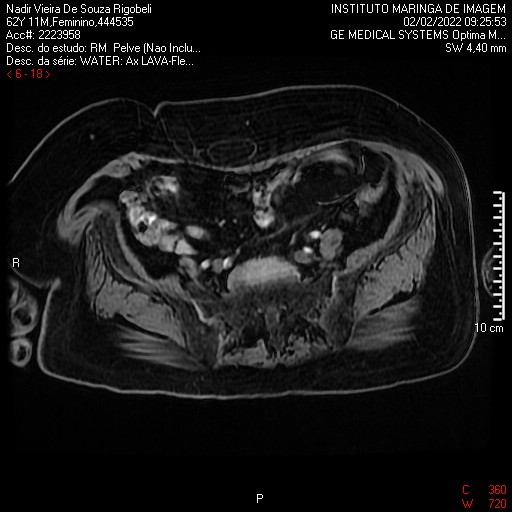 Nadir Vieira De Souza Rigobeli
62Y 11M,Feminino,444535
Acc#: 2223958
Desc. do estudo: RM Pelve (Nao Inclu...
Desc. da série: WATER: Ax LAVA-Fle...
< 6 - 18 >
INSTITUTO MARINGA DE IMAGEM
02/02/2022 09:25:53
GE MEDICAL SYSTEMS Optima M...
SW 4,40 mm
R
10 cm
P
C 360
W 720